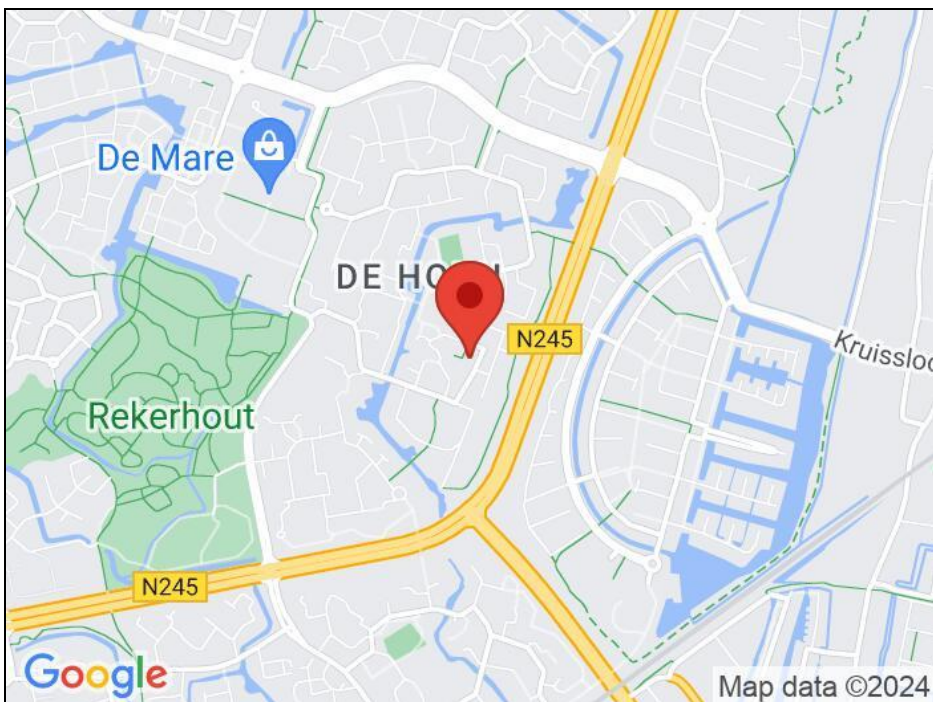 De Mare
DE HO
N245
Kruissloo
Rekerhout
N245
Google
Map data ©2024